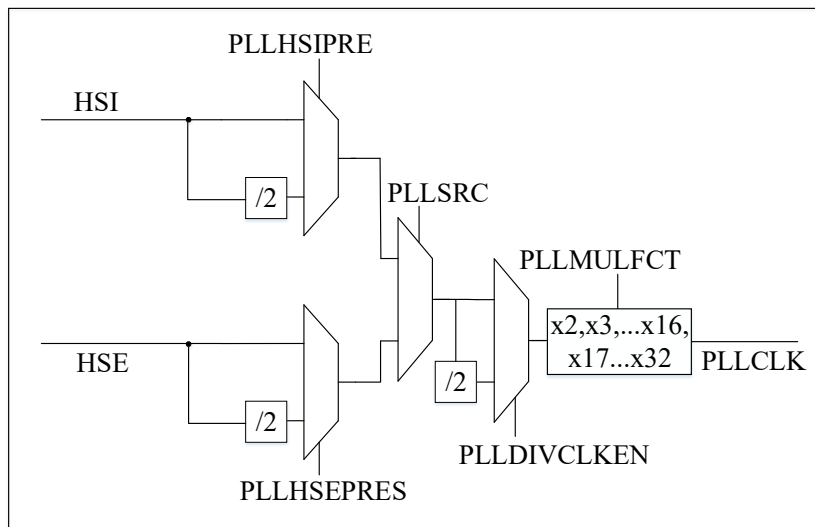 PLLHSIPRE
HSI
/2
PLLSRC
PLLMULFCT
x2,x3,...x16,
x17...x32
PLLCLK
HSE
/2
/2
PLLDIVCLKEN
PLLHSEPRES